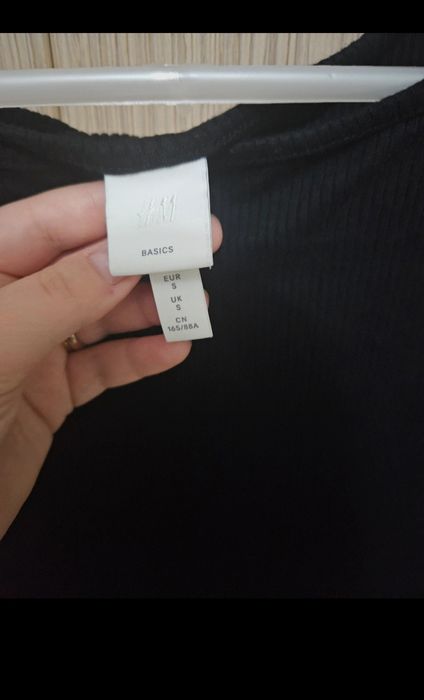 H&M
BASICS
EUR
S
UK
S
CN
165/88A